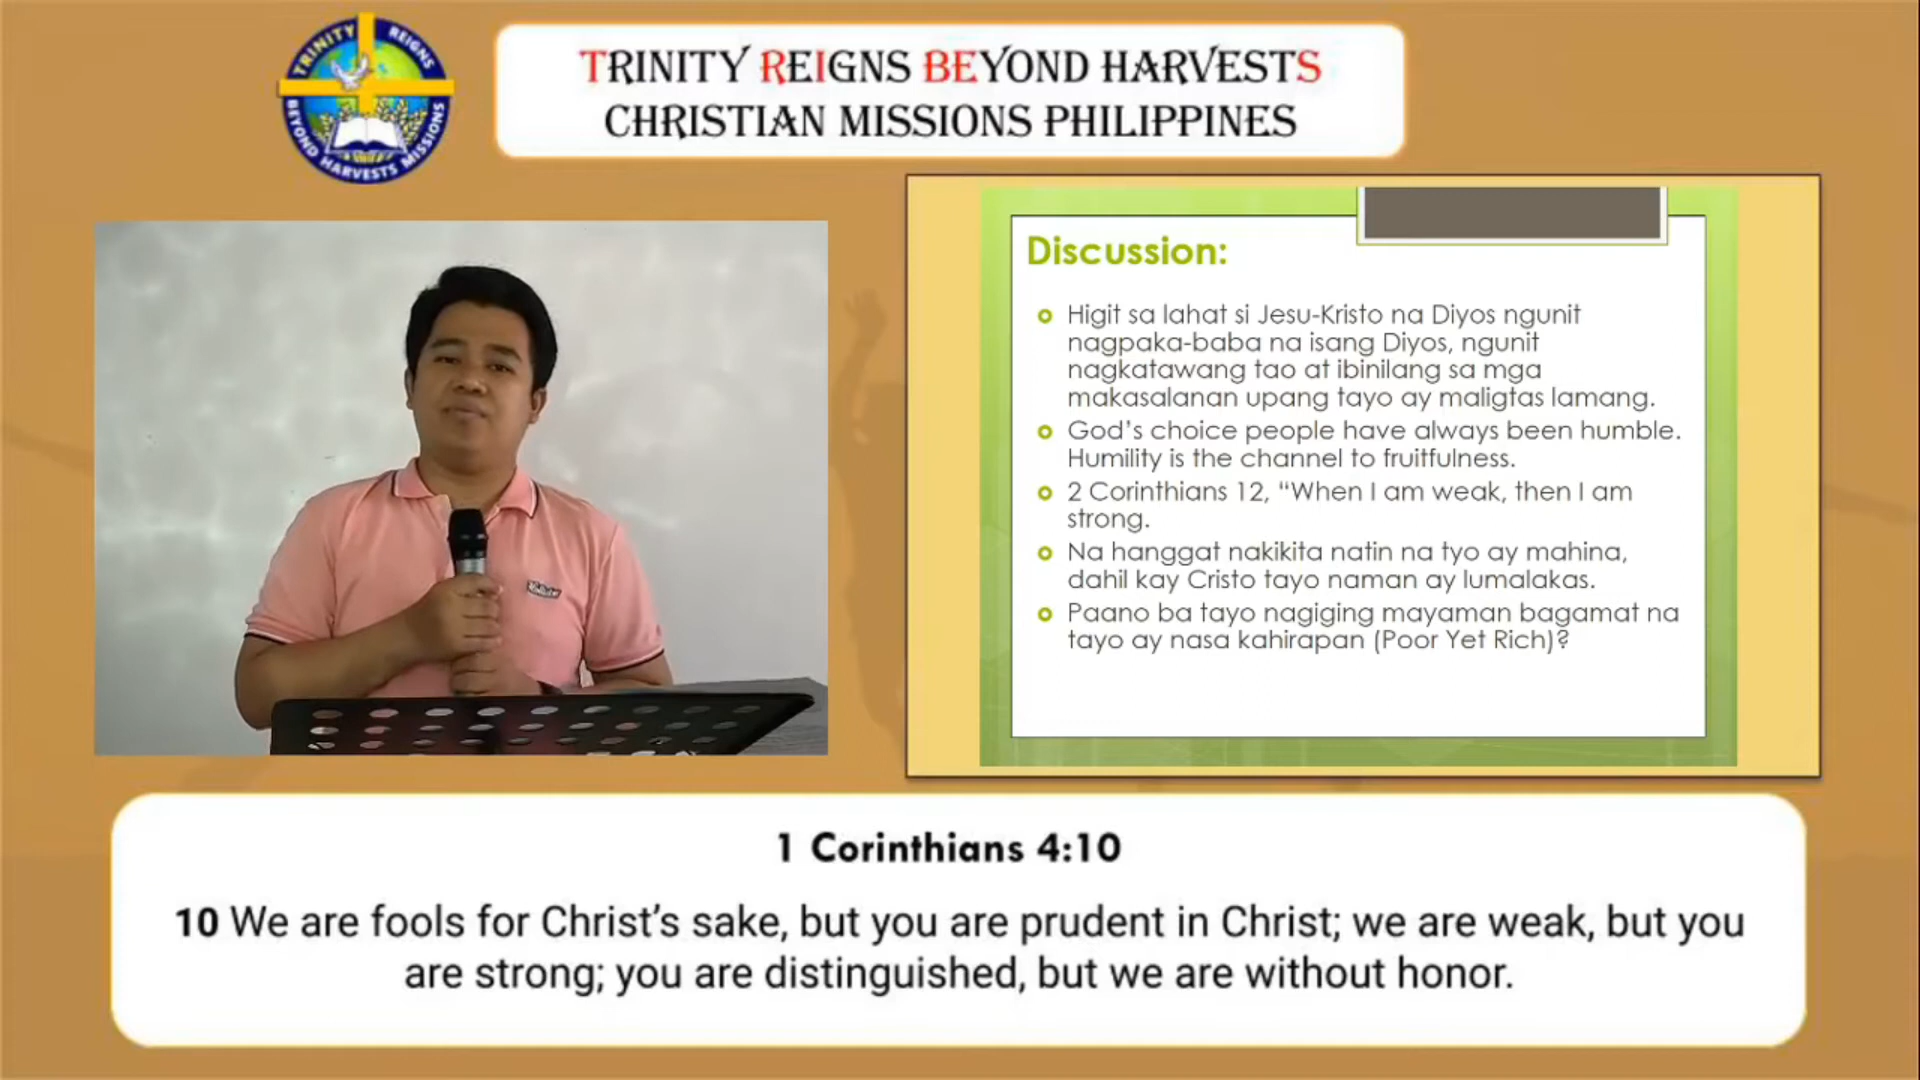 TRINITY REIGNS
BEYOND HARVESTS MISSIONS
TRINITY REIGNS BEYOND HARVESTS
CHRISTIAN MISSIONS PHILIPPINES
Discussion:
Higit sa lahat si Jesu-Kristo na Diyos ngunit
nagpaka-baba na isang Diyos, ngunit
nagkatawang tao at ibinilang sa mga
makasalanan upang tayo ay maligtas lamang.
God's choice people have always been humble.
Humility is the channel to fruitfulness.
2 Corinthians 12, “When I am weak, then I am
strong.
Na hanggat nakikita natin na tyo ay mahina,
dahil kay Cristo tayo naman ay lumalakas.
Paano ba tayo nagiging mayaman bagamat na
tayo ay nasa kahirapan (Poor Yet Rich)?
1 Corinthians 4:10
10 We are fools for Christ's sake, but you are prudent in Christ; we are weak, but you
are strong; you are distinguished, but we are without honor.